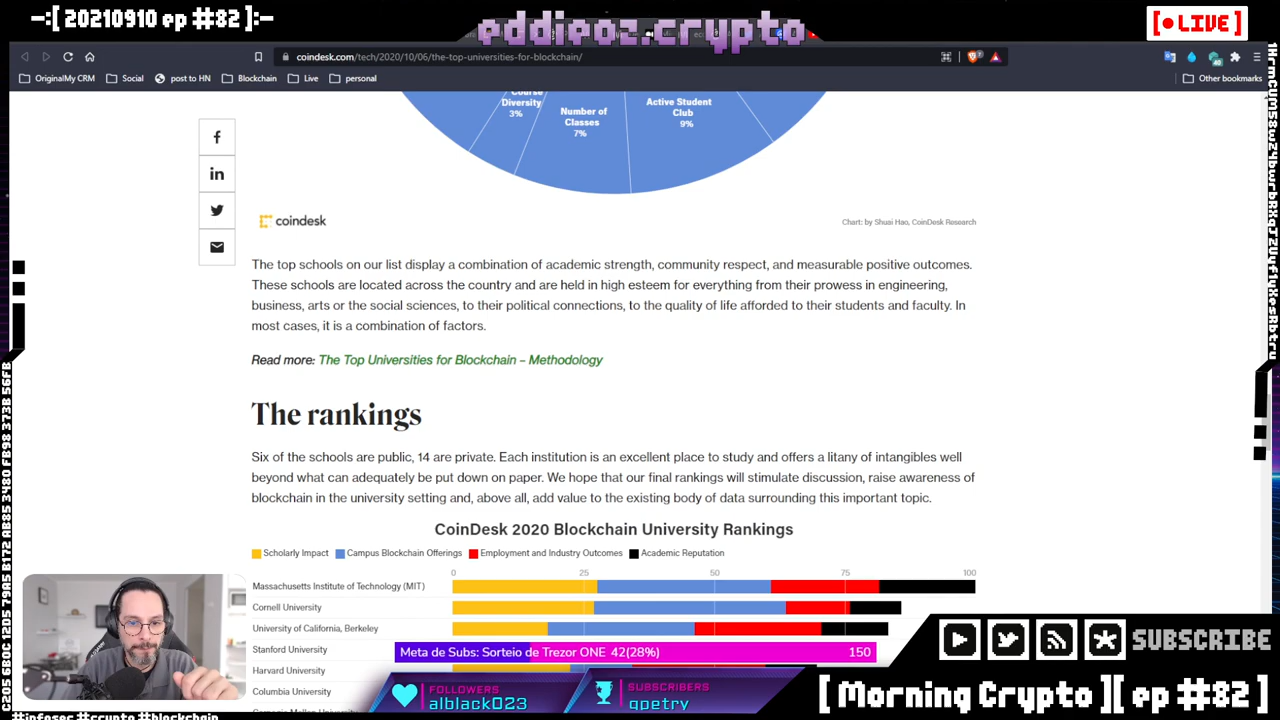 -:[ 20210910 ep #82]:-
eddieoz.crypto
[●LIVE]
coindesk.com/tech/2020/10/06/the-top-universities-for-blockchain/
OriginalMy CRM
Social
post to HN
Blockchain
Live
personal
Other bookmarks
Course
Diversity
3%
Number of
Classes
7%
Active Student
Club
9%
coindesk
Chart: by Shuai Hao, CoinDesk Research
The top schools on our list display a combination of academic strength, community respect, and measurable positive outcomes.
These schools are located across the country and are held in high esteem for everything from their prowess in engineering,
business, arts or the social sciences, to their political connections, to the quality of life afforded to their students and faculty. In
most cases, it is a combination of factors.
Read more: The Top Universities for Blockchain – Methodology
The rankings
Six of the schools are public, 14 are private. Each institution is an excellent place to study and offers a litany of intangibles well
beyond what can adequately be put down on paper. We hope that our final rankings will stimulate discussion, raise awareness of
blockchain in the university setting and, above all, add value to the existing body of data surrounding this important topic.
CoinDesk 2020 Blockchain University Rankings
Scholarly Impact
Campus Blockchain Offerings
Employment and Industry Outcomes
Academic Reputation
0 25 50 75 100
Massachusetts Institute of Technology (MIT)
Cornell University
University of California, Berkeley
Stanford University
Harvard University
Columbia University
Meta de Subs: Sorteio de Trezor ONE 42(28%) 150
FOLLOWERS
alblack023
SUBSCRIBERS
qpetry
SUBSCRIBE
[ Morning Crypto ][ ep #82 ]
#infosec #crypto #blockchain